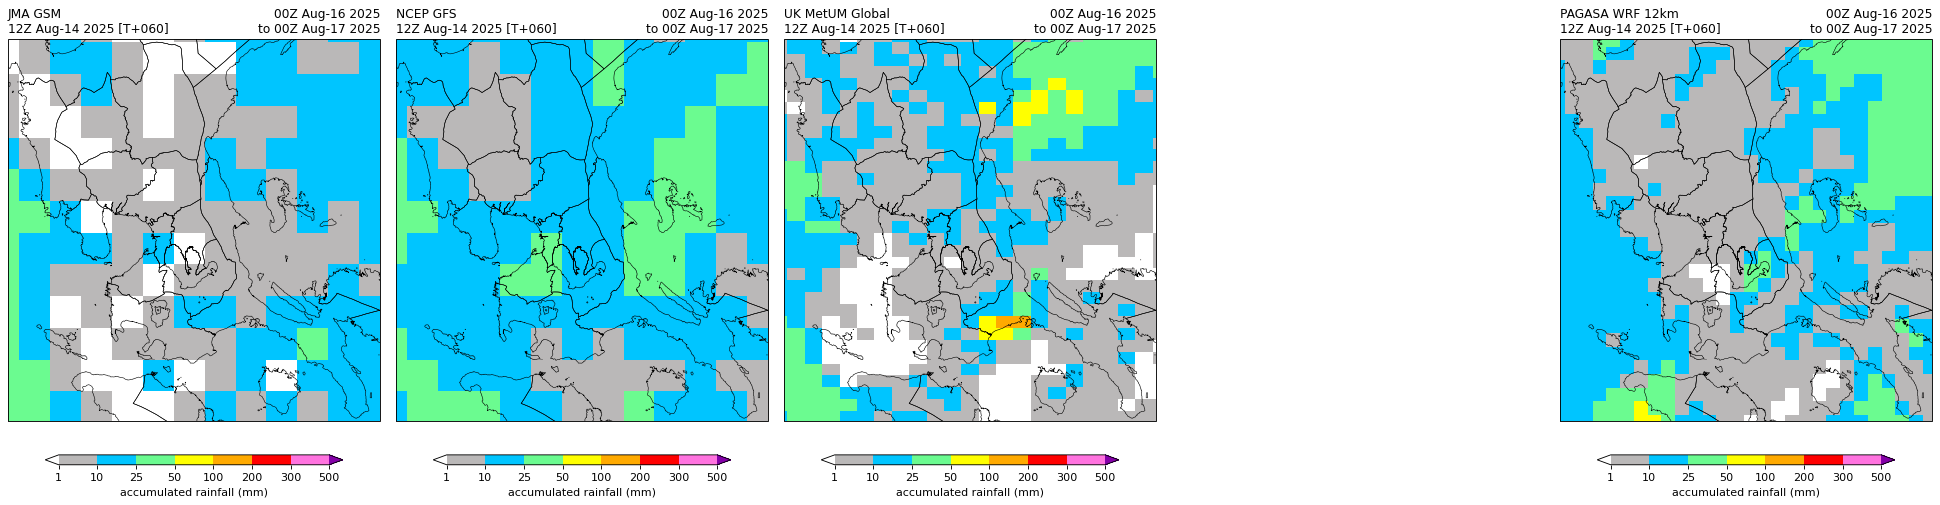 JMA GSM 00Z Aug-16 2025
12Z Aug-14 2025 [T+060] to 00Z Aug-17 2025
NCEP GFS 00Z Aug-16 2025
12Z Aug-14 2025 [T+060] to 00Z Aug-17 2025
UK MetUM Global 00Z Aug-16 2025
12Z Aug-14 2025 [T+060] to 00Z Aug-17 2025
PAGASA WRF 12km 00Z Aug-16 2025
12Z Aug-14 2025 [T+060] to 00Z Aug-17 2025
1 10 25 50 100 200 300 500
accumulated rainfall (mm)
1 10 25 50 100 200 300 500
accumulated rainfall (mm)
1 10 25 50 100 200 300 500
accumulated rainfall (mm)
1 10 25 50 100 200 300 500
accumulated rainfall (mm)